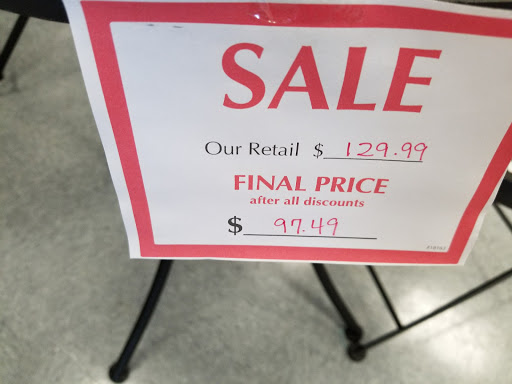 SALE
Our Retail $ 129.99
FINAL PRICE
after all discounts
$ 97.49